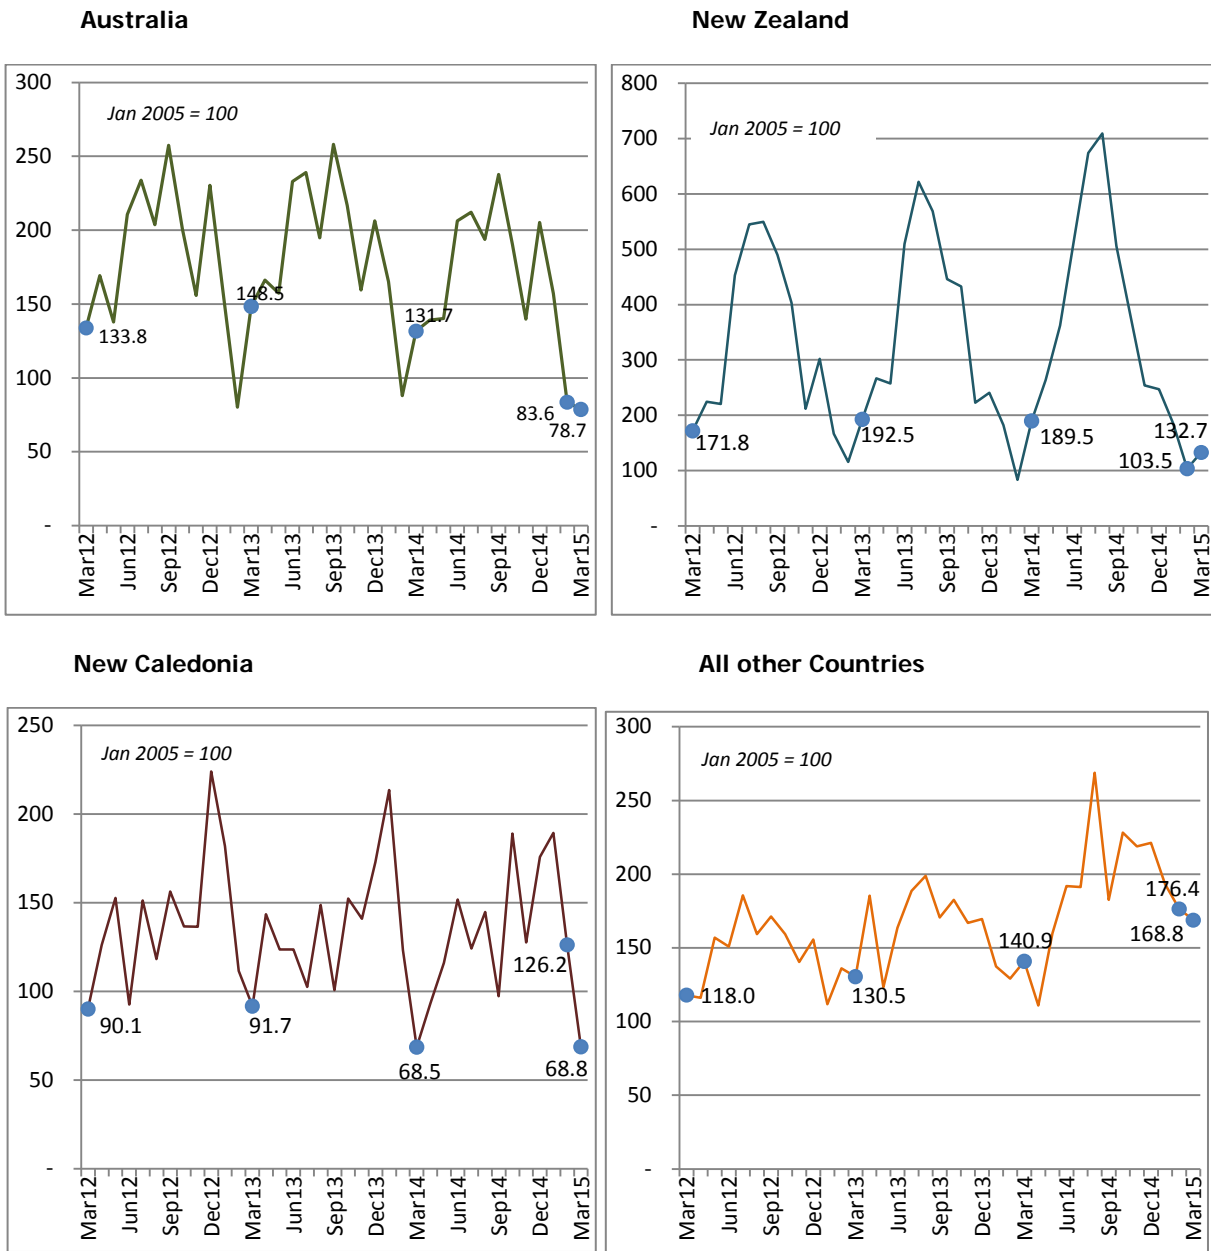 Australia
300
250
200
150
100
50
-
Jan 2005 = 100
133.8
148.5
131.7
83.6
78.7
Mar12
Jun12
Sep12
Dec12
Mar13
Jun13
Sep13
Dec13
Mar14
Jun14
Sep14
Dec14
Mar15
New Zealand
800
700
600
500
400
300
200
100
-
Jan 2005 = 100
171.8
192.5
189.5
132.7
103.5
Mar12
Jun12
Sep12
Dec12
Mar13
Jun13
Sep13
Dec13
Mar14
Jun14
Sep14
Dec14
Mar15
New Caledonia
250
200
150
100
50
-
Jan 2005 = 100
90.1
91.7
68.5
126.2
68.8
Mar12
Jun12
Sep12
Dec12
Mar13
Jun13
Sep13
Dec13
Mar14
Jun14
Sep14
Dec14
Mar15
All other Countries
300
250
200
150
100
50
-
Jan 2005 = 100
118.0
130.5
140.9
176.4
168.8
Mar12
Jun12
Sep12
Dec12
Mar13
Jun13
Sep13
Dec13
Mar14
Jun14
Sep14
Dec14
Mar15